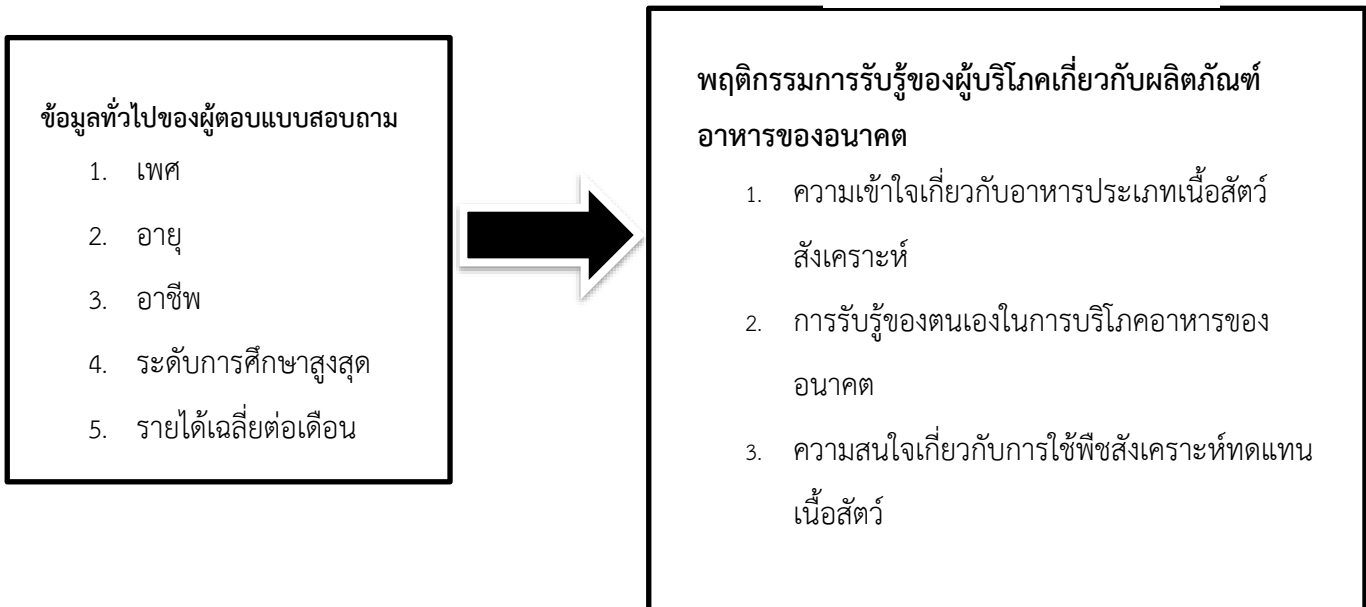 ข้อมูลทั่วไปของผู้ตอบแบบสอบถาม
1. เพศ
2. อายุ
3. อาชีพ
4. ระดับการศึกษาสูงสุด
5. รายได้เฉลี่ยต่อเดือน
พฤติกรรมการรับรู้ของผู้บริโภคเกี่ยวกับผลิตภัณฑ์
อาหารของอนาคต
1. ความเข้าใจเกี่ยวกับอาหารประเภทเนื้อสัตว์
สังเคราะห์
2. การรับรู้ของตนเองในการบริโภคอาหารของ
อนาคต
3. ความสนใจเกี่ยวกับการใช้พืชสังเคราะห์ทดแทน
เนื้อสัตว์